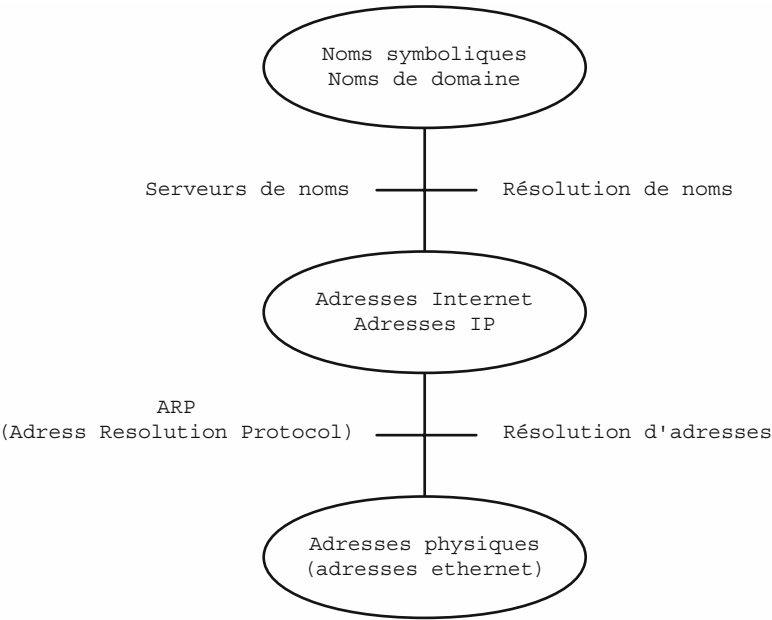 Noms symboliques
Noms de domaine
Serveurs de noms
Résolution de noms
Adresses Internet
Adresses IP
ARP
(Adress Resolution Protocol)
Résolution d'adresses
Adresses physiques
(adresses ethernet)